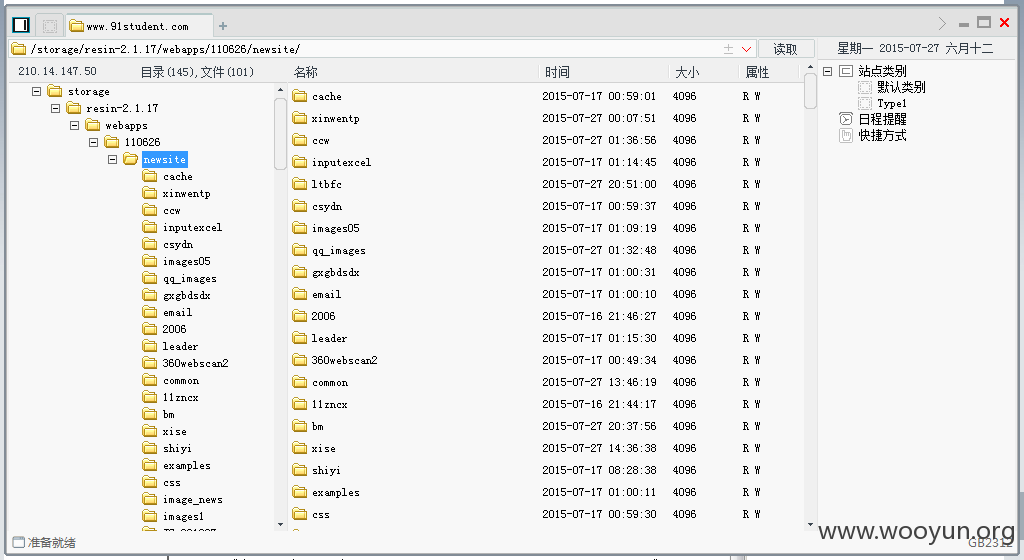 www.91student.com
/storage/resin-2.1.17/webapps/110626/newsite/
读取
星期一 2015-07-27 六月十二
210.14.147.50
目录(145),文件(101)
名称 时间 大小 属性
storage
resin-2.1.17
webapps
110626
newsite
cache
xinwentp
ccw
inputexcel
csydn
images05
qq_images
gxgbdsdx
email
2006
leader
360webscan2
common
11zncx
bm
xise
shiyi
examples
css
image_news
images1
cache 2015-07-17 00:59:01 4096 R W
xinwentp 2015-07-27 00:07:51 4096 R W
ccw 2015-07-27 01:36:56 4096 R W
inputexcel 2015-07-17 01:14:45 4096 R W
ltbfc 2015-07-27 20:51:00 4096 R W
csydn 2015-07-17 00:59:37 4096 R W
images05 2015-07-17 01:09:19 4096 R W
qq_images 2015-07-27 01:32:48 4096 R W
gxgbdsdx 2015-07-17 01:00:31 4096 R W
email 2015-07-17 01:00:10 4096 R W
2006 2015-07-16 21:46:27 4096 R W
leader 2015-07-17 01:15:30 4096 R W
360webscan2 2015-07-17 00:49:34 4096 R W
common 2015-07-27 13:46:19 4096 R W
11zncx 2015-07-16 21:44:17 4096 R W
bm 2015-07-27 20:37:56 4096 R W
xise 2015-07-27 14:36:38 4096 R W
shiyi 2015-07-17 08:28:38 4096 R W
examples 2015-07-17 01:00:11 4096 R W
css 2015-07-17 00:59:30 4096 R W
站点类别
默认类别
Type1
日程提醒
快捷方式
准备就绪
GB2312
www.wooyun.org